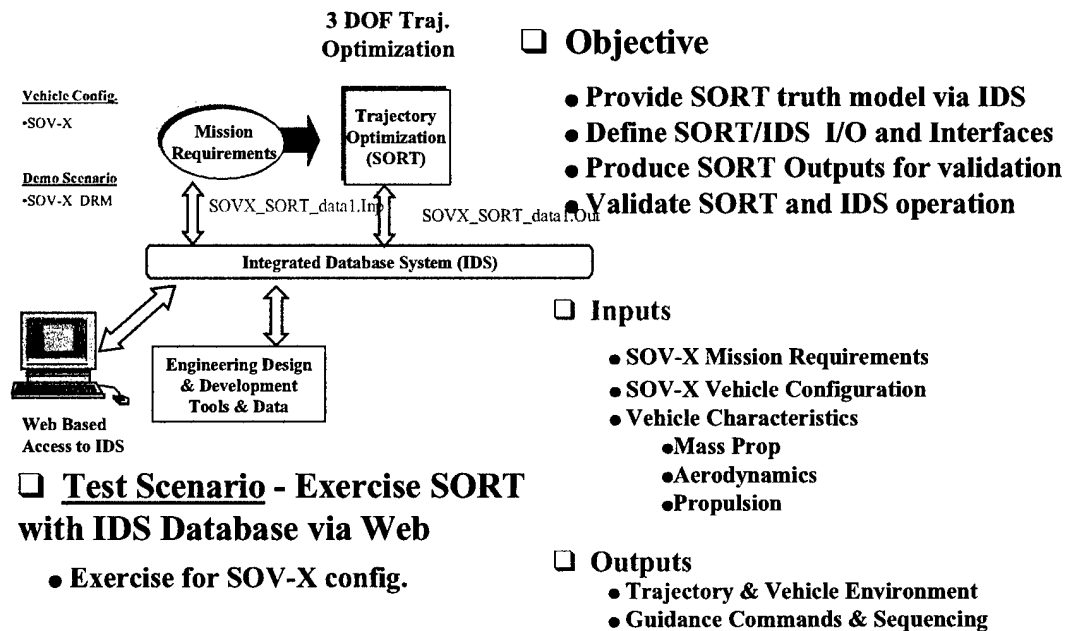 3 DOF Traj.
Optimization
Vehicle Config.
•SOV-X
Demo Scenario
•SOV-X DRM
Mission
Requirements
Trajectory
Optimization
(SORT)
SOVX_SORT_data1.Inp
SOVX_SORT_data1.Out
Integrated Database System (IDS)
Engineering Design
& Development
Tools & Data
Web Based
Access to IDS
❑ Test Scenario - Exercise SORT
with IDS Database via Web
● Exercise for SOV-X config.
❑ Objective
● Provide SORT truth model via IDS
● Define SORT/IDS I/O and Interfaces
● Produce SORT Outputs for validation
● Validate SORT and IDS operation
❑ Inputs
● SOV-X Mission Requirements
● SOV-X Vehicle Configuration
● Vehicle Characteristics
●Mass Prop
●Aerodynamics
●Propulsion
❑ Outputs
● Trajectory & Vehicle Environment
● Guidance Commands & Sequencing